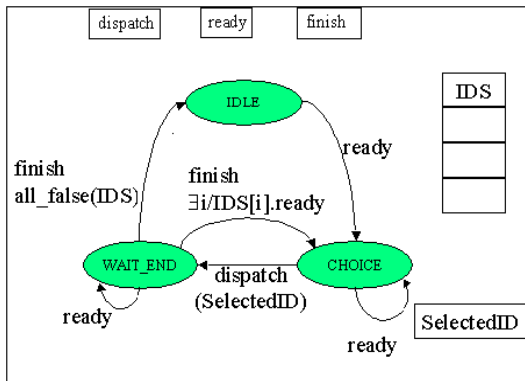 dispatch
ready
finish
IDLE
IDS
ready
finish
all_false(IDS)
finish
∃i/IDS[i].ready
WAIT_END
CHOICE
dispatch
(SelectedID)
ready
ready
SelectedID